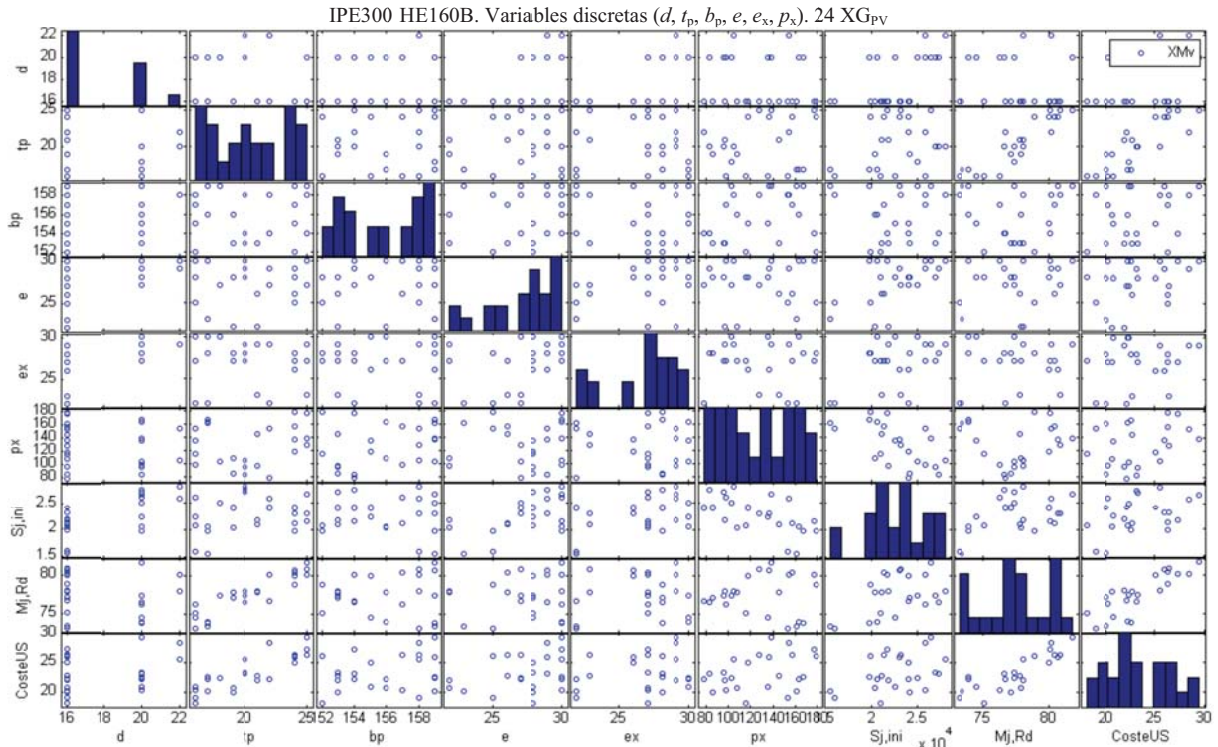 IPE300 HE160B. Variables discretas (d, tp, bp, e, ex, px). 24 XGPV
XMv
d
22
20
18
16
tp
25
20
bp
158
156
154
152
e
30
25
ex
30
25
px
180
160
140
120
100
80
Sj,ini
2.5
2
1.5
Mj,Rd
80
75
CosteUS
30
25
20
16 18 20 22
20 25
152 154 156 158
25 30
25 30
80 100 120 140 160 180
2 2.5
x 10^4
75 80
20 25 30
d tp bp e ex px Sj,ini Mj,Rd CosteUS